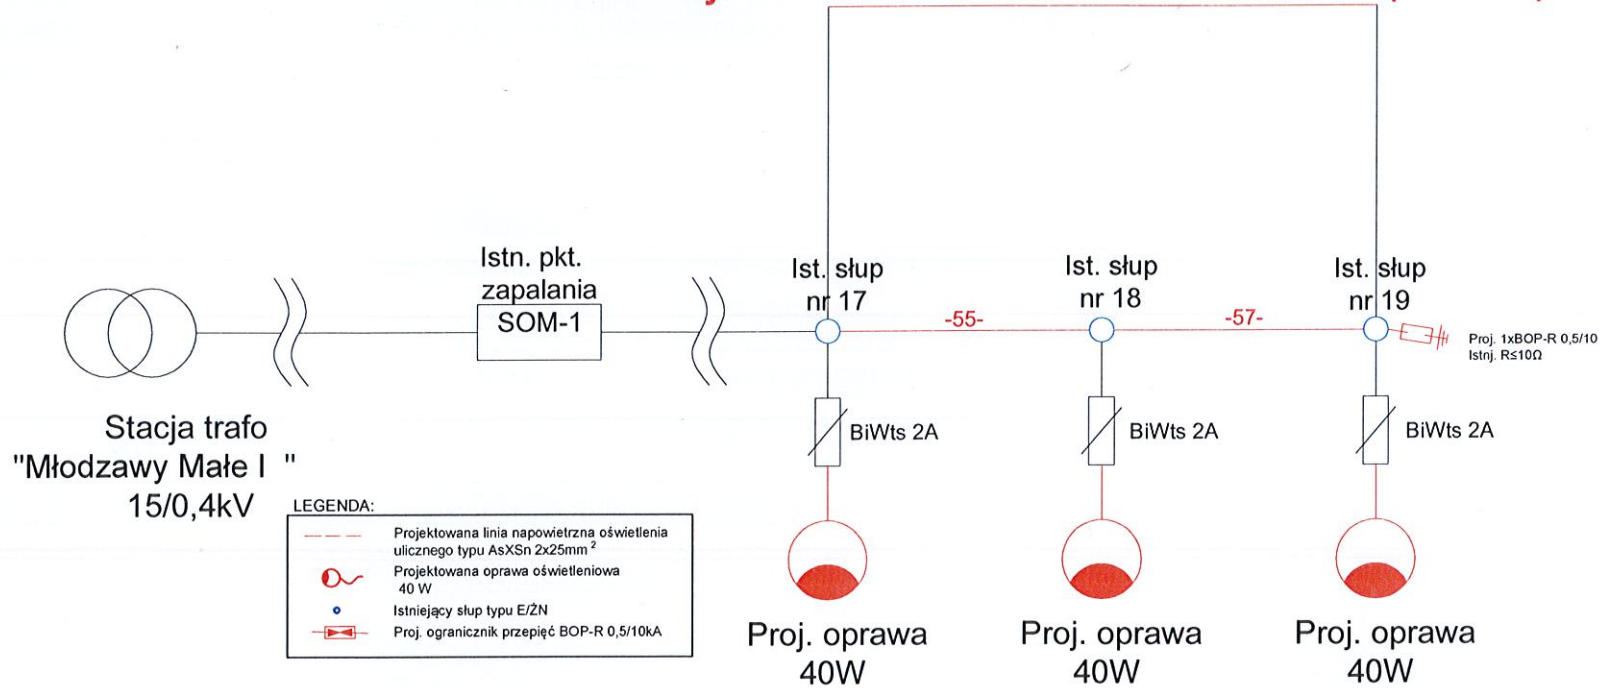 Istn. pkt.
zapalania
SOM-1
Ist. słup
nr 17
Ist. słup
nr 18
Ist. słup
nr 19
-55-
-57-
Proj. 1xBOP-R 0,5/10
Istnj. R≤10Ω
BiWts 2A
BiWts 2A
BiWts 2A
Stacja trafo
"Młodzawy Małe I "
15/0,4kV
LEGENDA:
Projektowana linia napowietrzna oświetlenia
ulicznego typu AsXSn 2x25mm²
Projektowana oprawa oświetleniowa
40 W
Istniejący słup typu E/ŻN
Proj. ogranicznik przepięć BOP-R 0,5/10kA
Proj. oprawa
40W
Proj. oprawa
40W
Proj. oprawa
40W